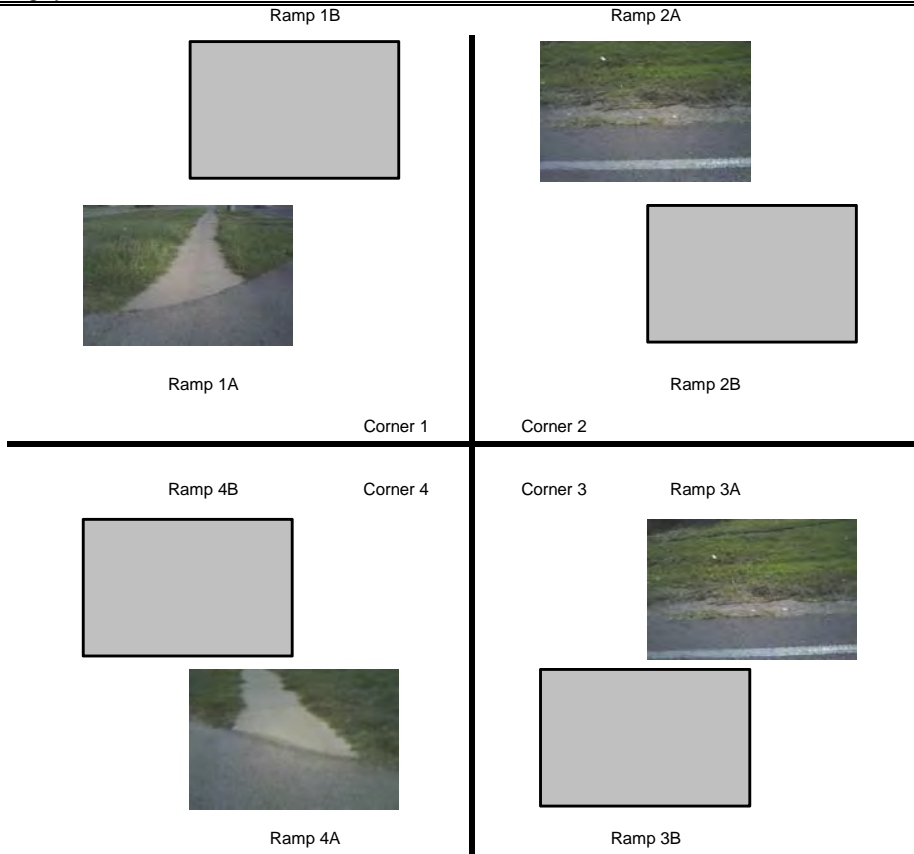 Ramp 1B
Ramp 2A
Ramp 1A
Ramp 2B
Corner 1
Corner 2
Ramp 4B
Corner 4
Corner 3
Ramp 3A
Ramp 4A
Ramp 3B